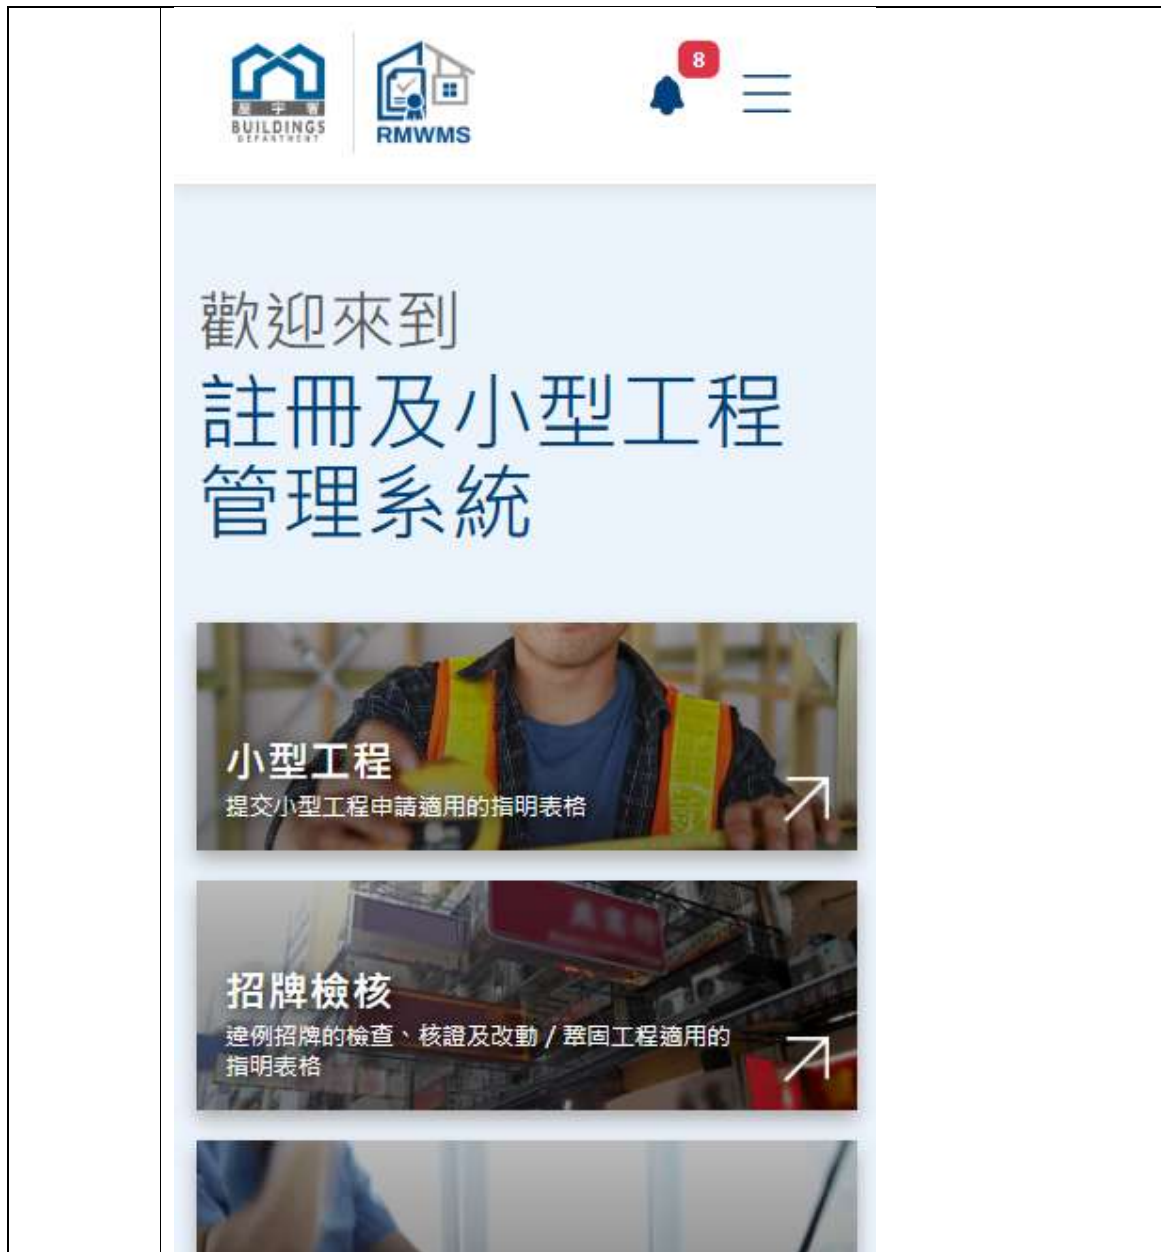 屋宇署
BUILDINGS
DEPARTMENT
RMWMS
8
歡迎來到
註冊及小型工程
管理系統
小型工程
提交小型工程申請適用的指明表格
招牌檢核
違例招牌的檢查、核證及改動 / 鞏固工程適用的
指明表格